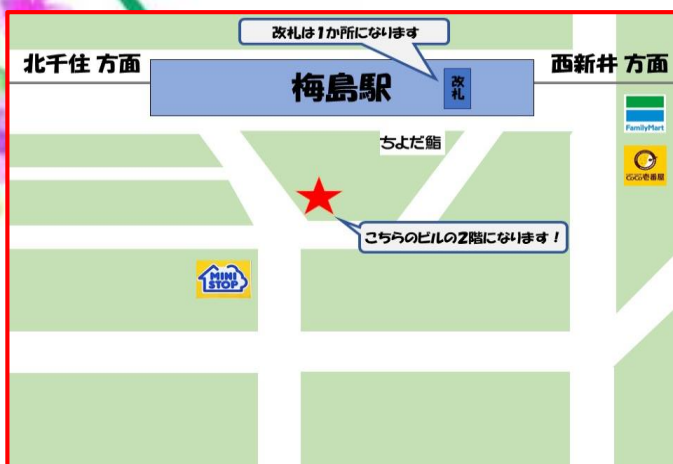 改札は1か所になります
北千住 方面
西新井 方面
梅島駅
改札
FamilyMart
ちよだ鮨
CoCo壱番屋
こちらのビルの2階になります！
MINI
STOP